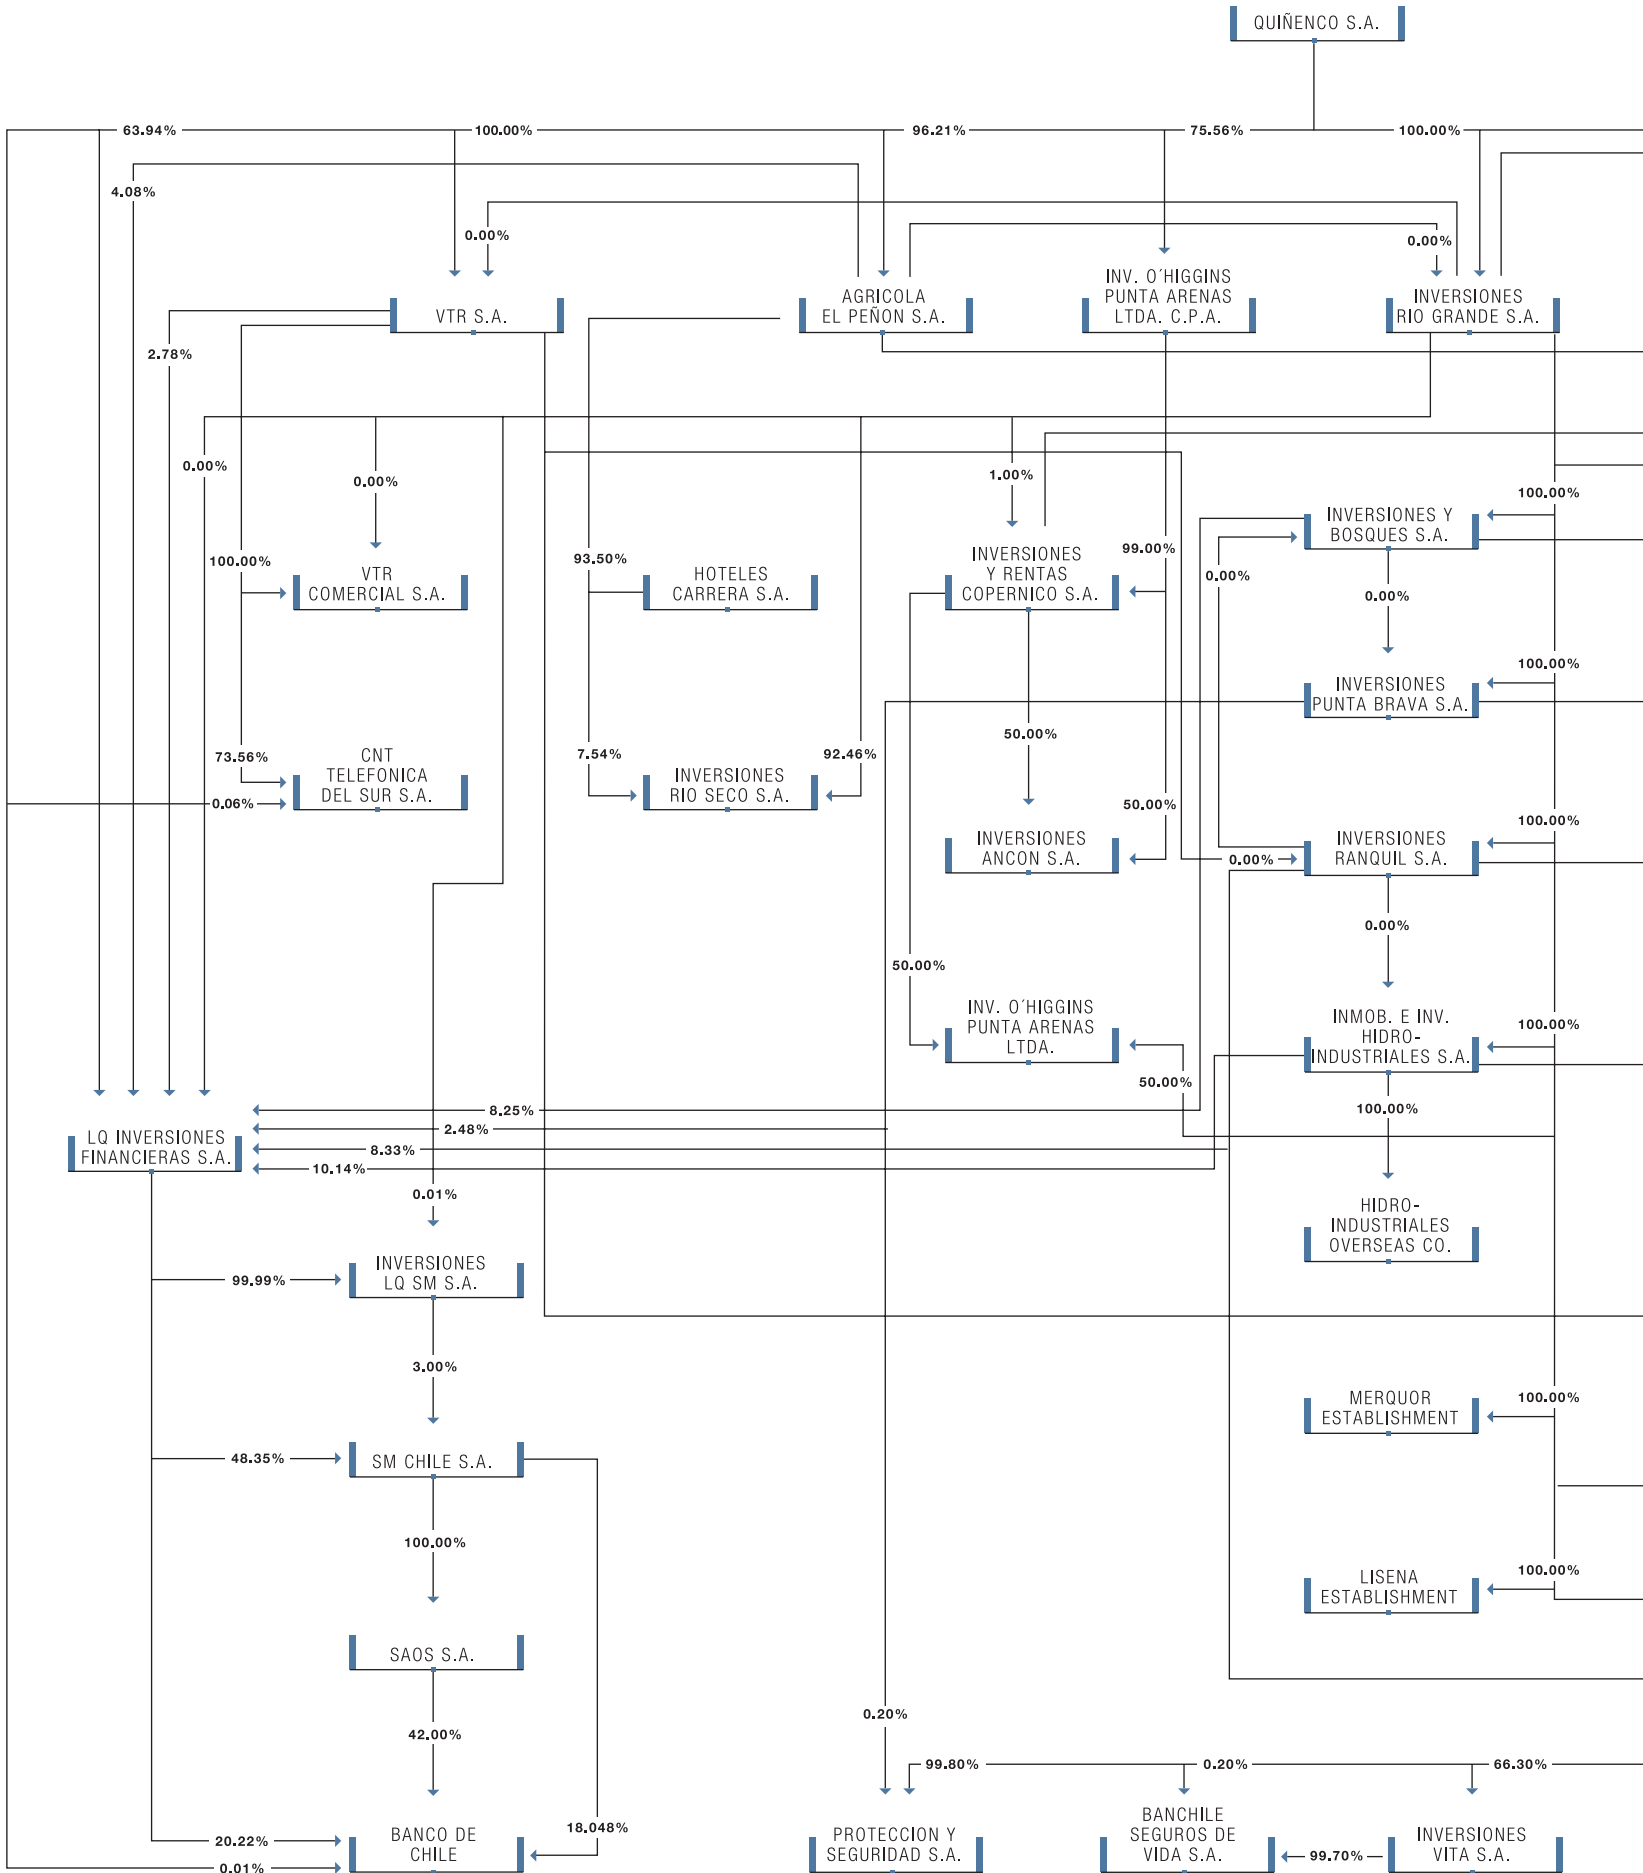 QUIÑENCO S.A.
63.94%
100.00%
96.21%
75.56%
100.00%
4.08%
0.00%
0.00%
VTR S.A.
AGRICOLA
EL PEÑON S.A.
INV. O´HIGGINS
PUNTA ARENAS
LTDA. C.P.A.
INVERSIONES
RIO GRANDE S.A.
2.78%
0.00%
0.00%
1.00%
100.00%
INVERSIONES Y
BOSQUES S.A.
100.00%
VTR
COMERCIAL S.A.
93.50%
HOTELES
CARRERA S.A.
INVERSIONES
Y RENTAS
COPERNICO S.A.
99.00%
0.00%
0.00%
100.00%
INVERSIONES
PUNTA BRAVA S.A.
73.56%
CNT
TELEFONICA
DEL SUR S.A.
0.06%
7.54%
INVERSIONES
RIO SECO S.A.
92.46%
50.00%
50.00%
INVERSIONES
ANCON S.A.
0.00%
INVERSIONES
RANQUIL S.A.
100.00%
0.00%
50.00%
INV. O´HIGGINS
PUNTA ARENAS
LTDA.
50.00%
INMOB. E INV.
HIDRO-
INDUSTRIALES S.A.
100.00%
100.00%
LQ INVERSIONES
FINANCIERAS S.A.
8.25%
2.48%
8.33%
10.14%
0.01%
HIDRO-
INDUSTRIALES
OVERSEAS CO.
99.99%
INVERSIONES
LQ SM S.A.
3.00%
MERQUOR
ESTABLISHMENT
100.00%
48.35%
SM CHILE S.A.
100.00%
LISENA
ESTABLISHMENT
100.00%
SAOS S.A.
42.00%
0.20%
99.80%
0.20%
66.30%
20.22%
0.01%
BANCO DE
CHILE
18.048%
PROTECCION Y
SEGURIDAD S.A.
BANCHILE
SEGUROS DE
VIDA S.A.
99.70%
INVERSIONES
VITA S.A.